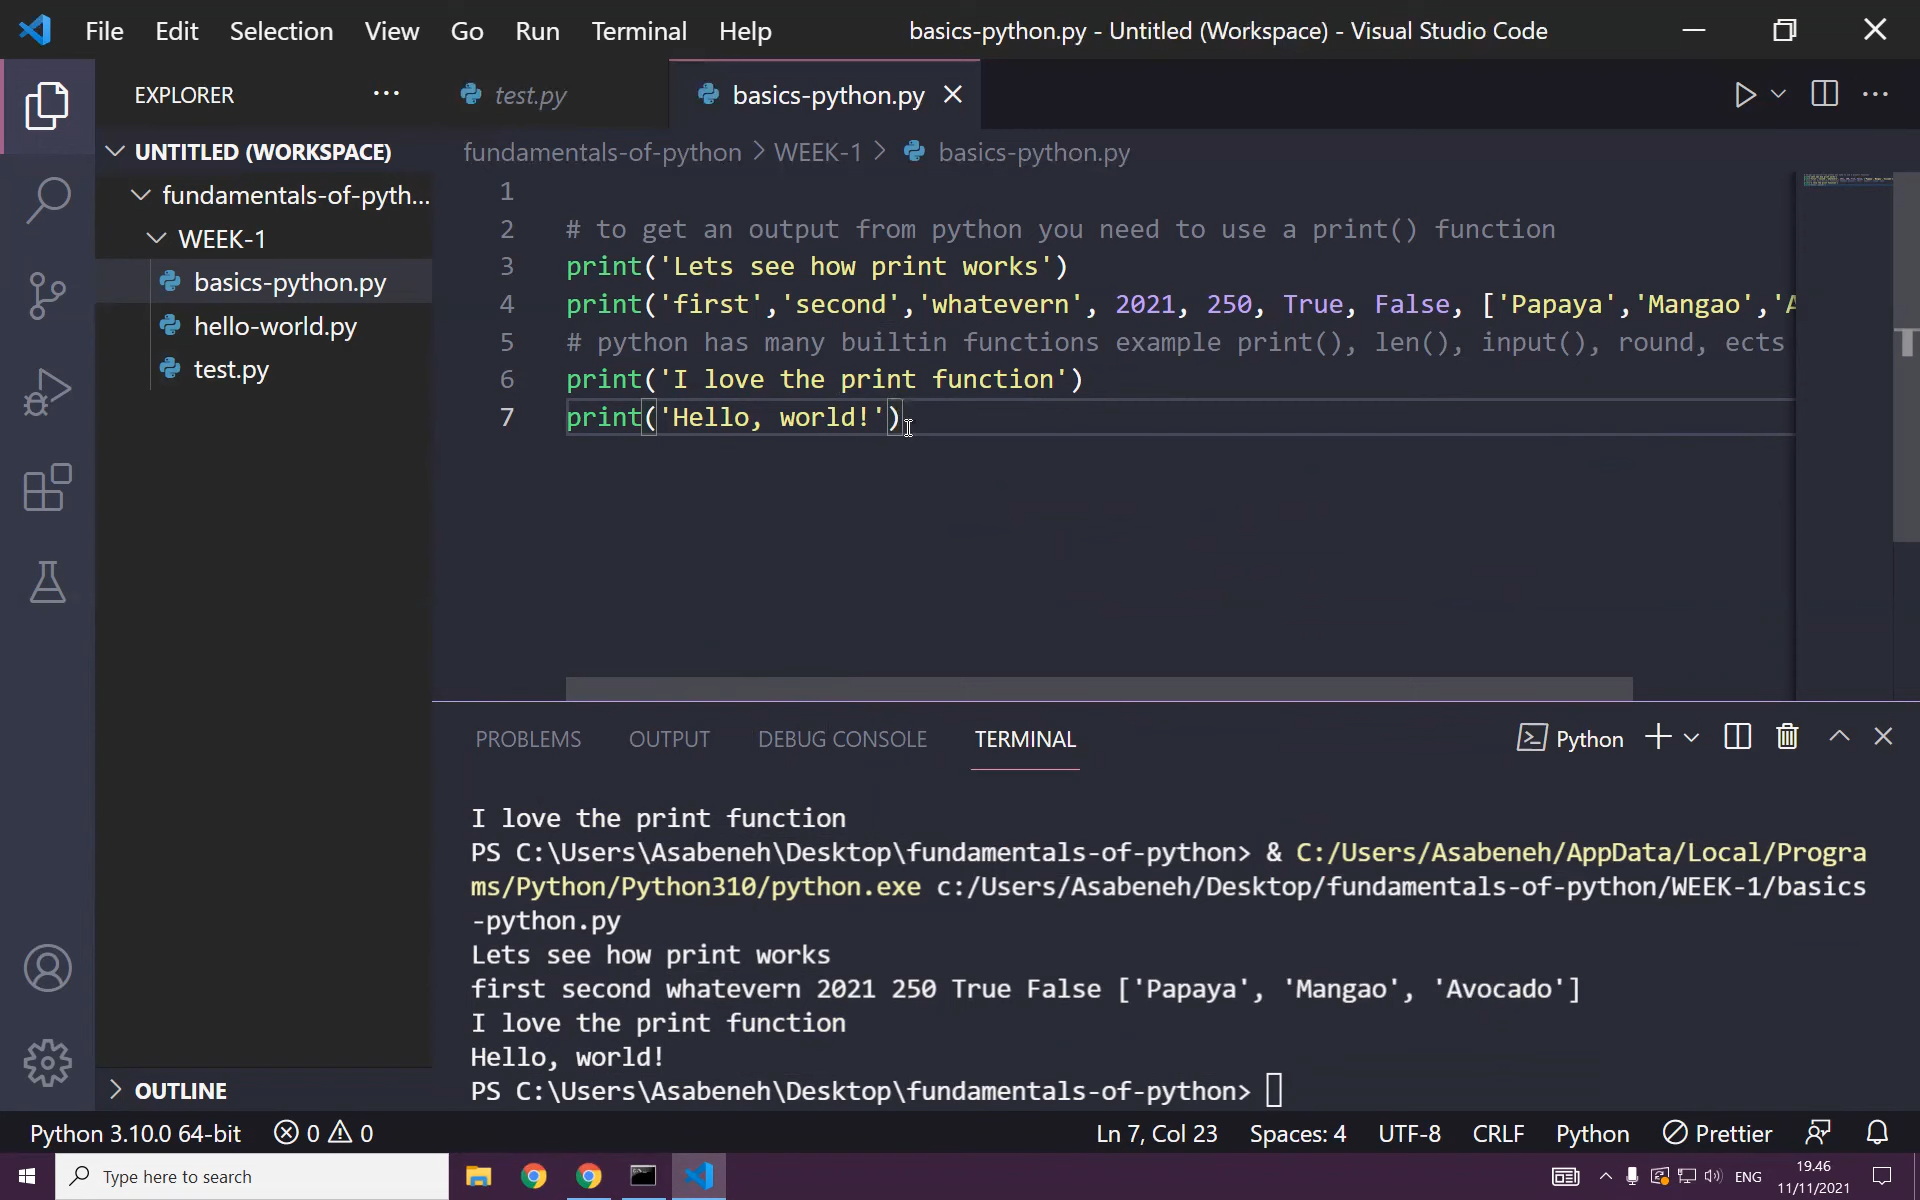 File Edit Selection View Go Run Terminal Help basics-python.py - Untitled (Workspace) - Visual Studio Code
EXPLORER
test.py
basics-python.py
UNTITLED (WORKSPACE)
fundamentals-of-pyth...
WEEK-1
basics-python.py
hello-world.py
test.py
OUTLINE
fundamentals-of-python > WEEK-1 > basics-python.py
1
2 # to get an output from python you need to use a print() function
3 print('Lets see how print works')
4 print('first','second','whatevern', 2021, 250, True, False, ['Papaya','Mangao','A
5 # python has many builtin functions example print(), len(), input(), round, ects
6 print('I love the print function')
7 print('Hello, world!')
PROBLEMS OUTPUT DEBUG CONSOLE TERMINAL Python
I love the print function
PS C:\Users\Asabeneh\Desktop\fundamentals-of-python> & C:/Users/Asabeneh/AppData/Local/Progra
ms/Python/Python310/python.exe c:/Users/Asabeneh/Desktop/fundamentals-of-python/WEEK-1/basics
-python.py
Lets see how print works
first second whatevern 2021 250 True False ['Papaya', 'Mangao', 'Avocado']
I love the print function
Hello, world!
PS C:\Users\Asabeneh\Desktop\fundamentals-of-python>
Python 3.10.0 64-bit 0 0 Ln 7, Col 23 Spaces: 4 UTF-8 CRLF Python Prettier
Type here to search ENG 19.46
11/11/2021